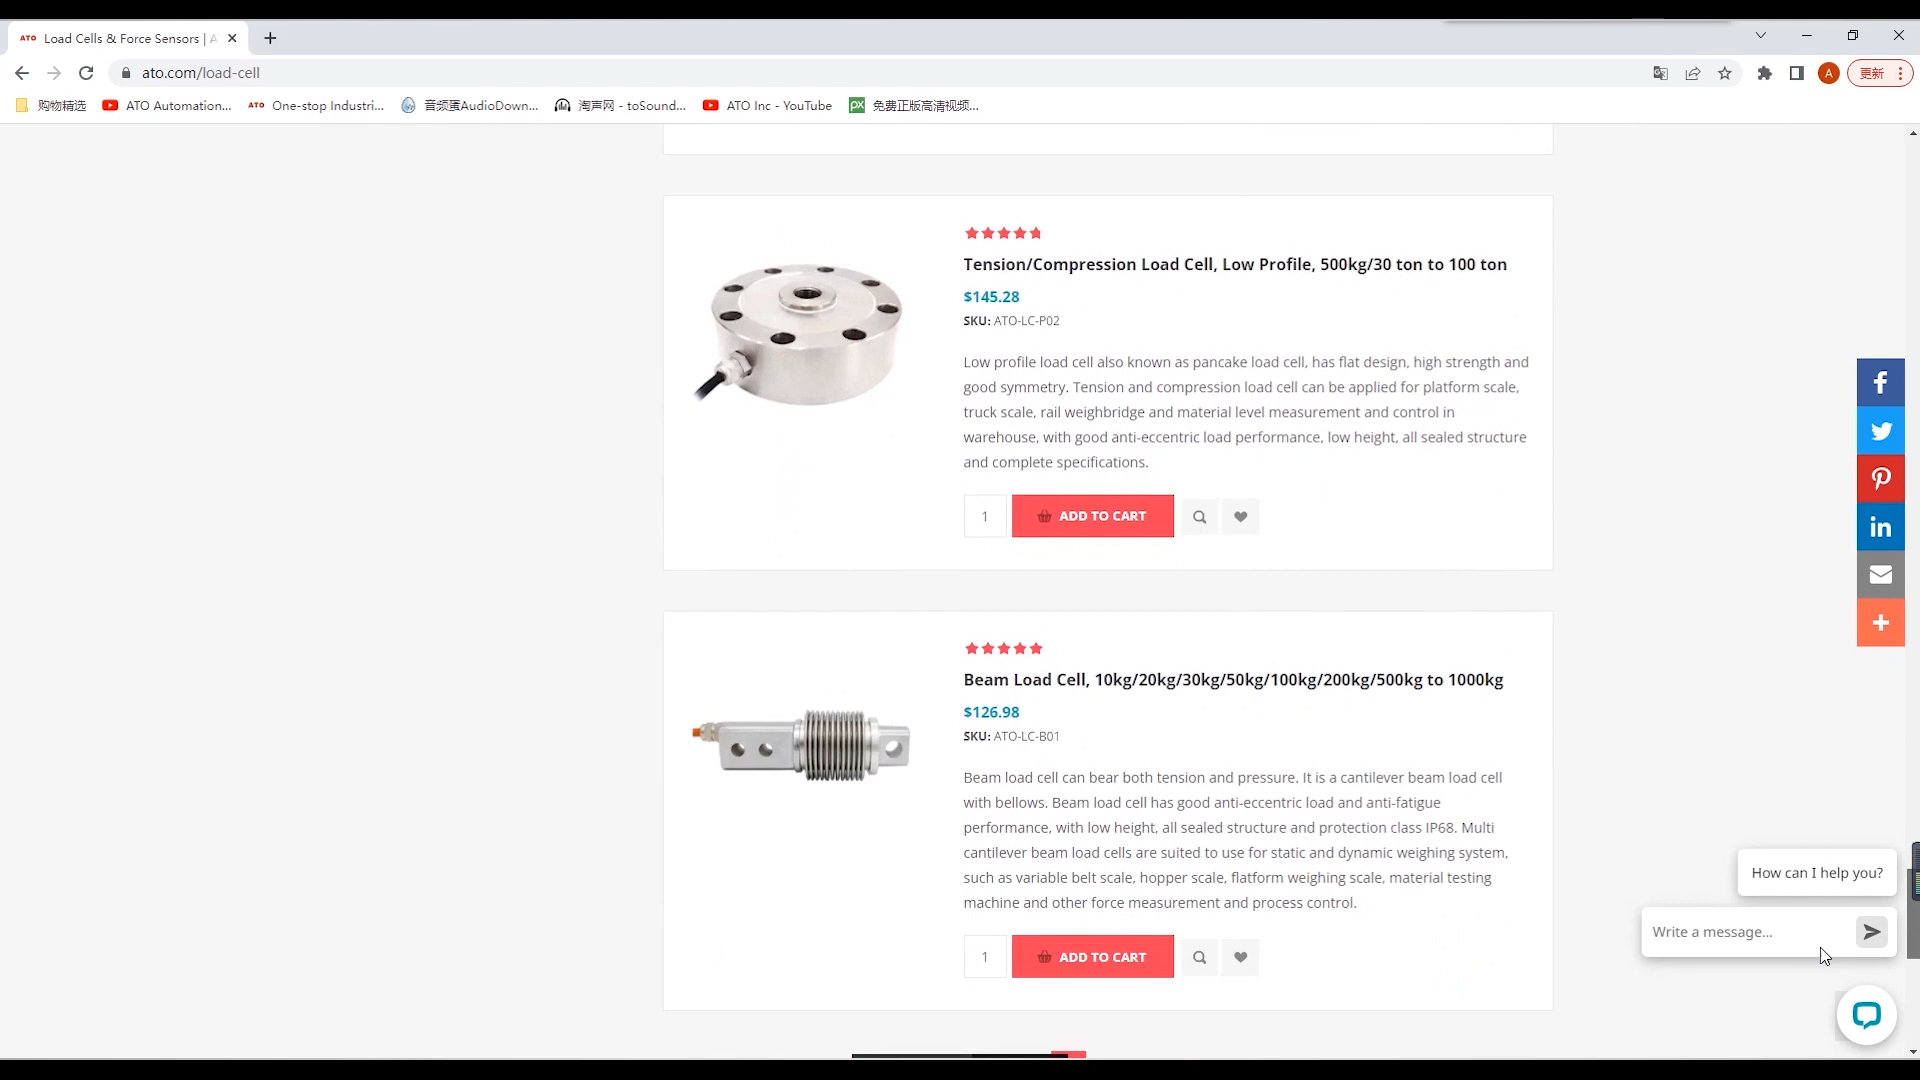 ATO Load Cells & Force Sensors | A
ato.com/load-cell
A
更新
购物精选
ATO Automation...
ATO One-stop Industri...
音频蛋AudioDown...
淘声网 - toSound...
ATO Inc - YouTube
px 免费正版高清视频...
Tension/Compression Load Cell, Low Profile, 500kg/30 ton to 100 ton
$145.28
SKU: ATO-LC-P02
Low profile load cell also known as pancake load cell, has flat design, high strength and
good symmetry. Tension and compression load cell can be applied for platform scale,
truck scale, rail weighbridge and material level measurement and control in
warehouse, with good anti-eccentric load performance, low height, all sealed structure
and complete specifications.
1 ADD TO CART
Beam Load Cell, 10kg/20kg/30kg/50kg/100kg/200kg/500kg to 1000kg
$126.98
SKU: ATO-LC-B01
Beam load cell can bear both tension and pressure. It is a cantilever beam load cell
with bellows. Beam load cell has good anti-eccentric load and anti-fatigue
performance, with low height, all sealed structure and protection class IP68. Multi
cantilever beam load cells are suited to use for static and dynamic weighing system,
such as variable belt scale, hopper scale, flatform weighing scale, material testing
machine and other force measurement and process control.
1 ADD TO CART
How can I help you?
Write a message...